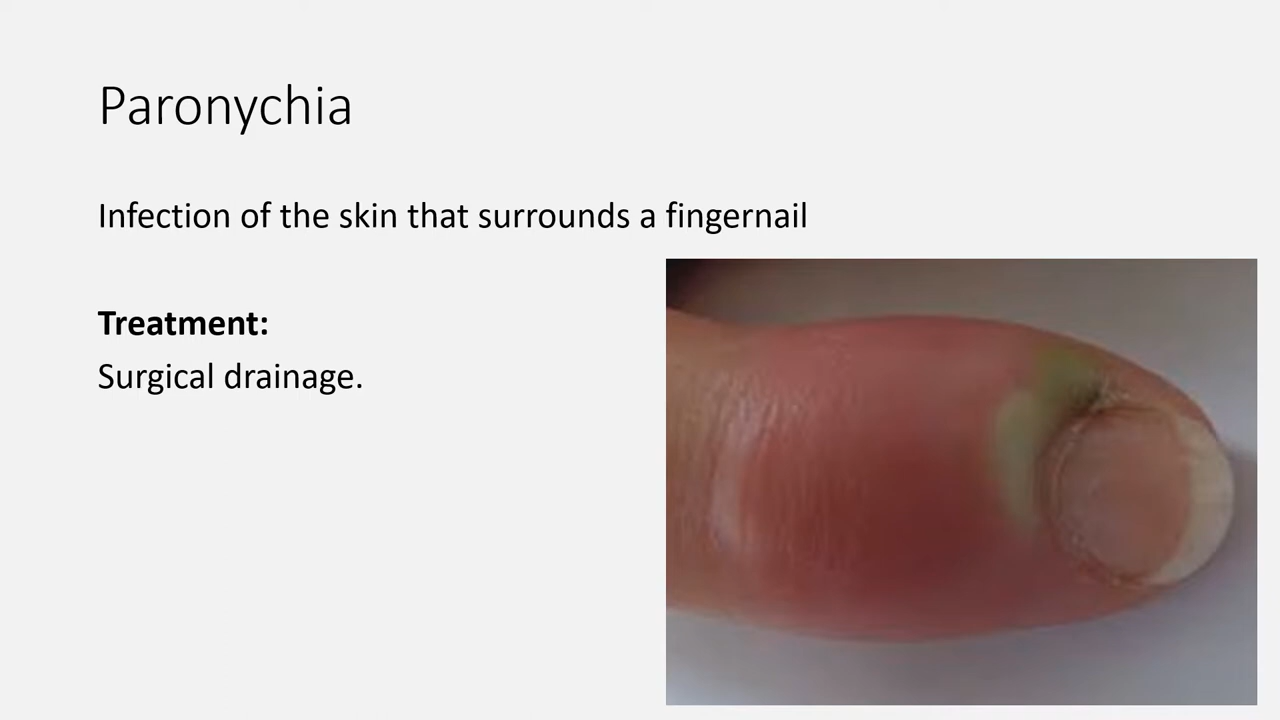 Paronychia
Infection of the skin that surrounds a fingernail
Treatment:
Surgical drainage.